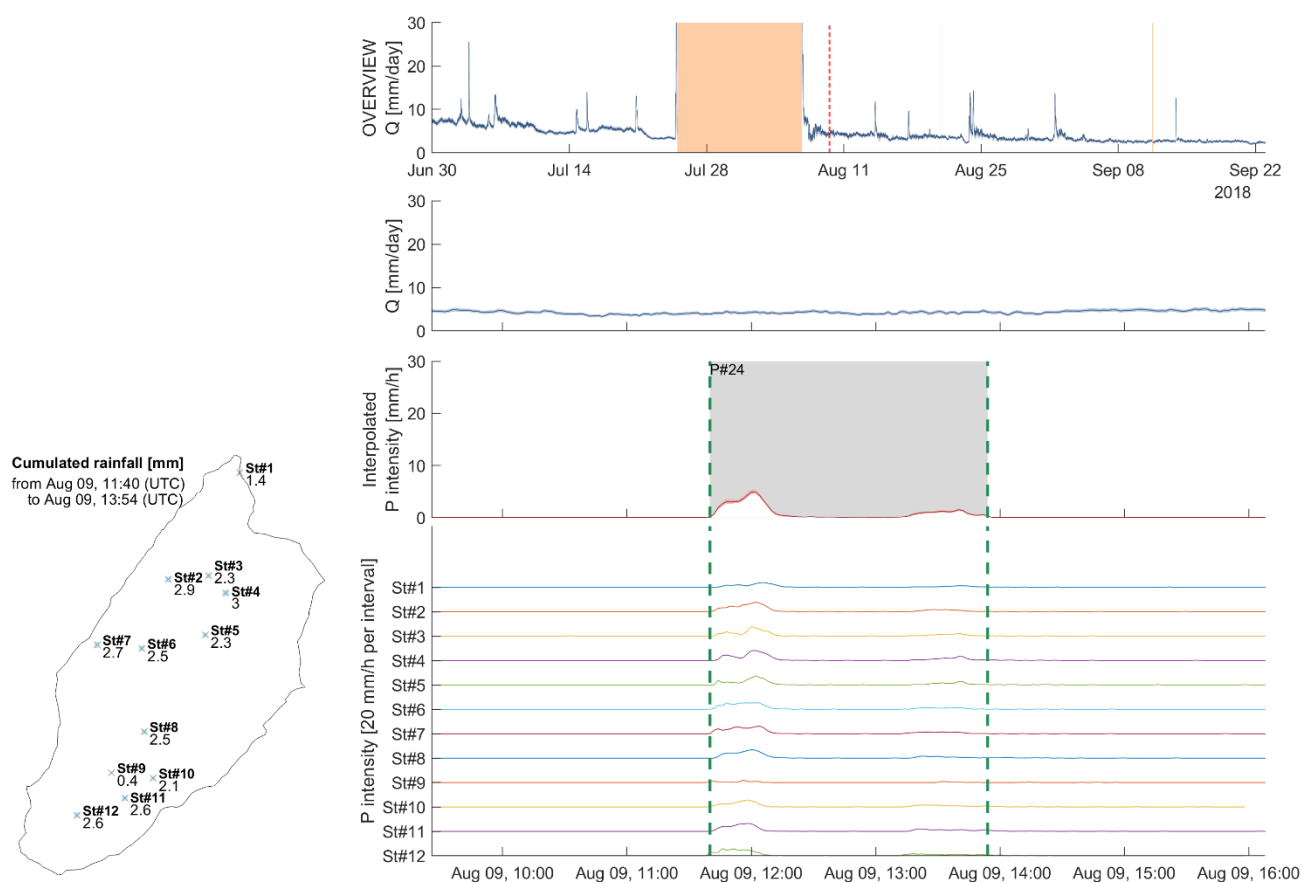 OVERVIEW
Q [mm/day]
30
20
10
0
Jun 30
Jul 14
Jul 28
Aug 11
Aug 25
Sep 08
Sep 22
2018
Q [mm/day]
30
20
10
0
Interpolated
P intensity [mm/h]
30
20
10
0
P#24
Cumulated rainfall [mm]
from Aug 09, 11:40 (UTC)
to Aug 09, 13:54 (UTC)
St#1
1.4
St#3
2.3
St#2
2.9
St#4
3
St#5
2.3
St#7
2.7
St#6
2.5
St#8
2.5
St#9
0.4
St#10
2.1
St#11
2.6
St#12
2.6
P intensity [20 mm/h per interval]
St#1
St#2
St#3
St#4
St#5
St#6
St#7
St#8
St#9
St#10
St#11
St#12
Aug 09, 10:00
Aug 09, 11:00
Aug 09, 12:00
Aug 09, 13:00
Aug 09, 14:00
Aug 09, 15:00
Aug 09, 16:00